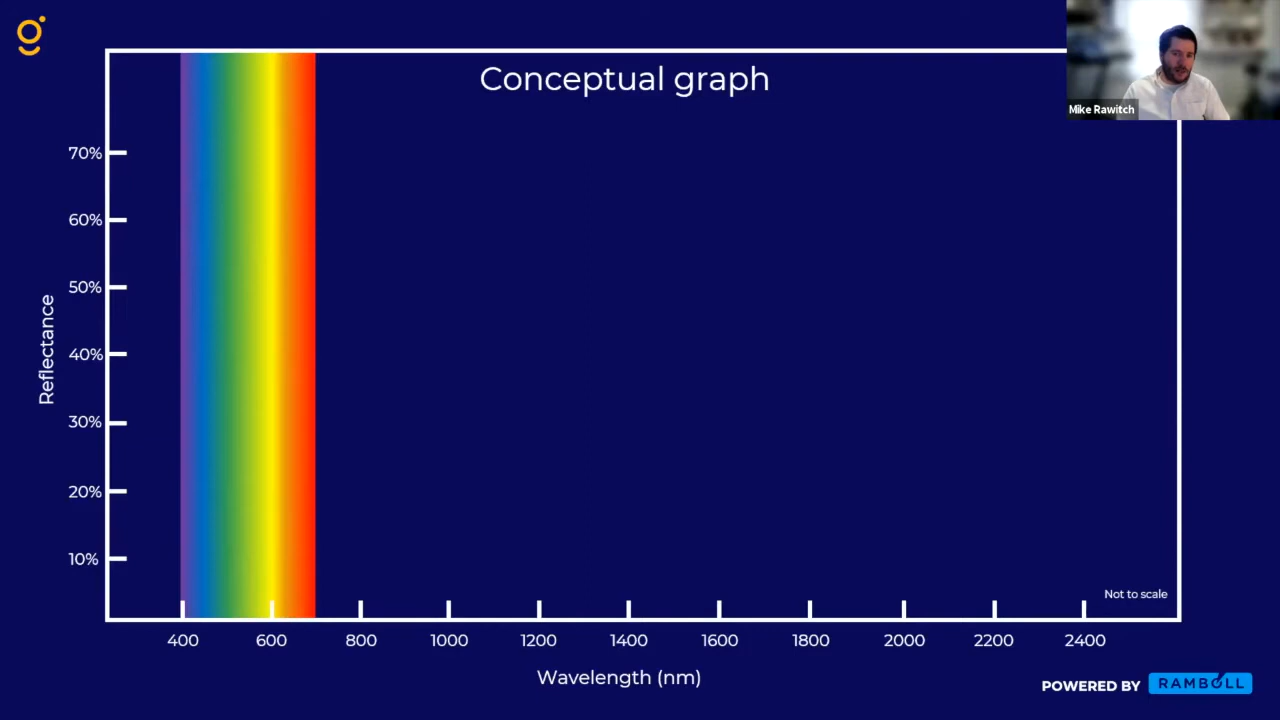 Conceptual graph
Mike Rawitch
70%
60%
50%
40%
30%
20%
10%
Reflectance
Not to scale
400 600 800 1000 1200 1400 1600 1800 2000 2200 2400
Wavelength (nm)
POWERED BY RAMBOLL